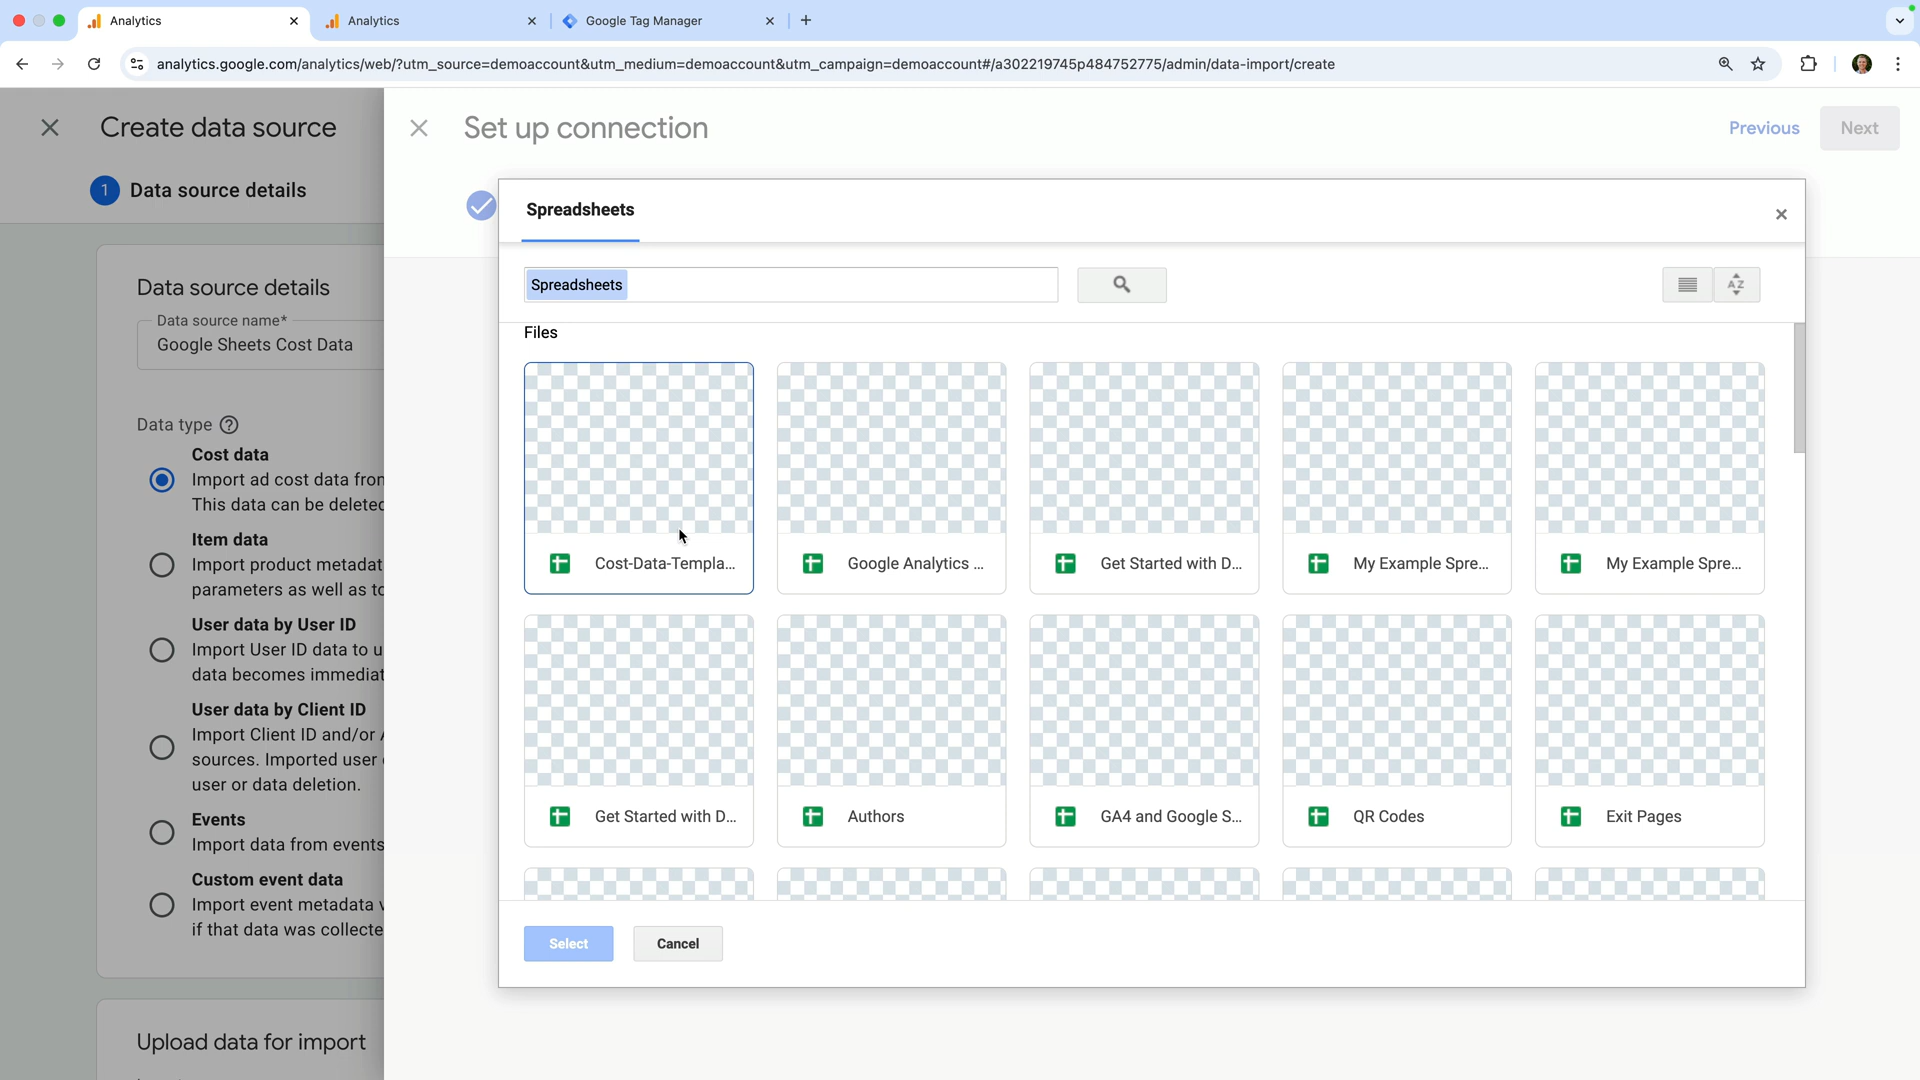 Analytics
Analytics
Google Tag Manager
analytics.google.com/analytics/web/?utm_source=demoaccount&utm_medium=demoaccount&utm_campaign=demoaccount#/a302219745p484752775/admin/data-import/create
Create data source
Set up connection
Previous
Next
1 Data source details
Spreadsheets
Spreadsheets
AZ
Files
Data source details
Data source name*
Google Sheets Cost Data
Data type
Cost data
Import ad cost data from
This data can be deleted
Item data
Import product metadat
parameters as well as to
User data by User ID
Import User ID data to u
data becomes immediat
User data by Client ID
Import Client ID and/or A
sources. Imported user
user or data deletion.
Events
Import data from events
Custom event data
Import event metadata v
if that data was collecte
Upload data for import
Cost-Data-Templa...
Google Analytics ...
Get Started with D...
My Example Spre...
My Example Spre...
Get Started with D...
Authors
GA4 and Google S...
QR Codes
Exit Pages
Select
Cancel